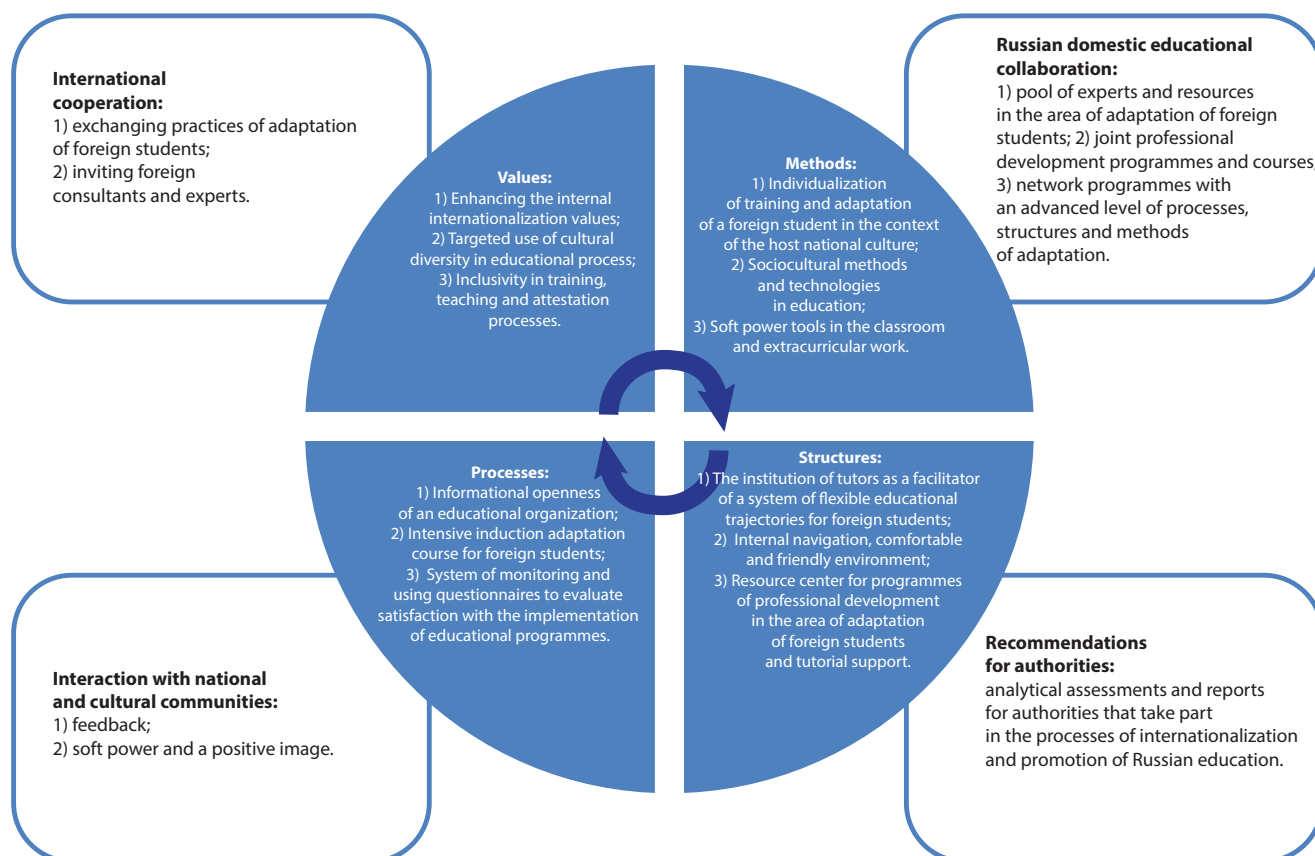 International
cooperation:
1) exchanging practices of adaptation
of foreign students;
2) inviting foreign
consultants and experts.
Values:
1) Enhancing the internal
internationalization values;
2) Targeted use of cultural
diversity in educational process;
3) Inclusivity in training,
teaching and attestation
processes.
Methods:
1) Individualization
of training and adaptation
of a foreign student in the context
of the host national culture;
2) Sociocultural methods
and technologies
in education;
3) Soft power tools in the classroom
and extracurricular work.
Russian domestic educational
collaboration:
1) pool of experts and resources
in the area of adaptation of foreign
students; 2) joint professional
development programmes and courses;
3) network programmes with
an advanced level of processes,
structures and methods
of adaptation.
Processes:
1) Informational openness
of an educational organization;
2) Intensive induction adaptation
course for foreign students;
3) System of monitoring and
using questionnaires to evaluate
satisfaction with the implementation
of educational programmes.
Structures:
1) The institution of tutors as a facilitator
of a system of flexible educational
trajectories for foreign students;
2) Internal navigation, comfortable
and friendly environment;
3) Resource center for programmes
of professional development
in the area of adaptation
of foreign students
and tutorial support.
Interaction with national
and cultural communities:
1) feedback;
2) soft power and a positive image.
Recommendations
for authorities:
analytical assessments and reports
for authorities that take part
in the processes of internationalization
and promotion of Russian education.